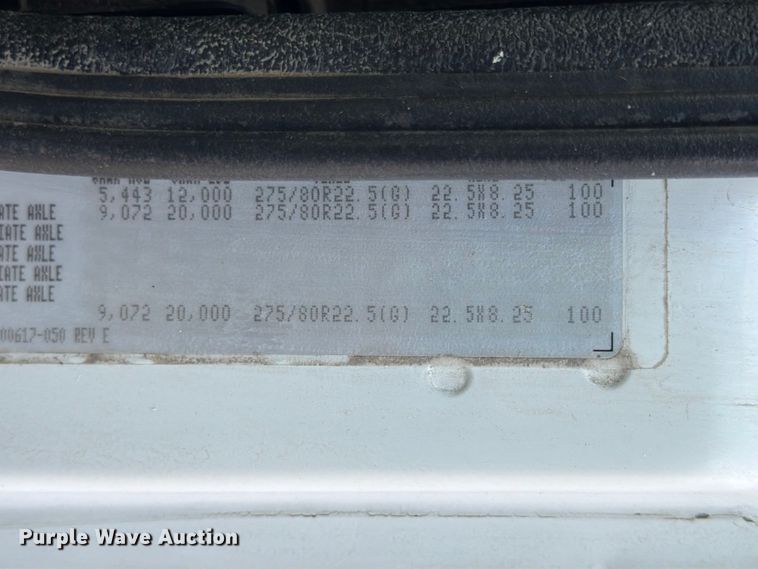 5,443 12,000 275/80R22.5(G) 22.5X8.25 100
ATE AXLE 9,072 20,000 275/80R22.5(G) 22.5X8.25 100
IATE AXLE
ATE AXLE
IATE AXLE
ATE AXLE
9,072 20,000 275/80R22.5(G) 22.5X8.25 100
00617-050 REV E
Purple Wave Auction